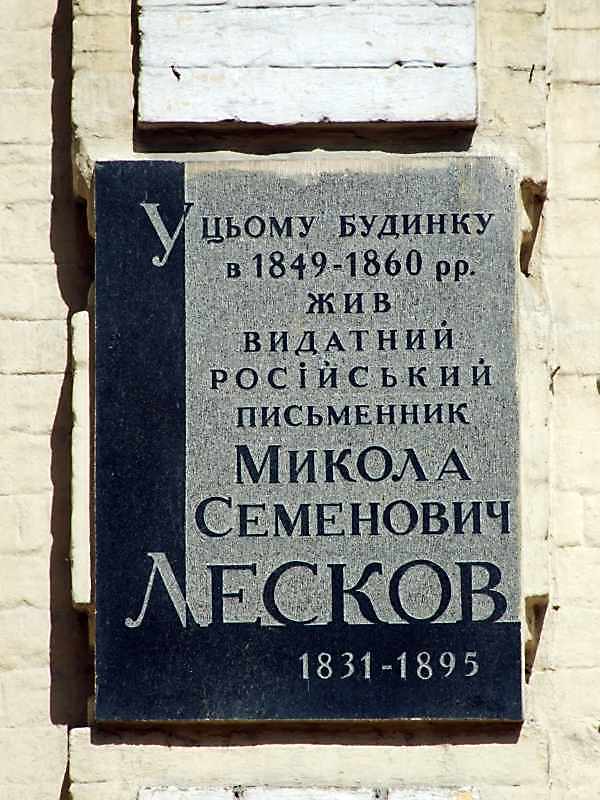 У ЦЬОМУ БУДИНКУ
в 1849-1860 рр.
ЖИВ
ВИДАТНИЙ
РОСІЙСЬКИЙ
ПИСЬМЕННИК
МИКОЛА
СЕМЕНОВИЧ
ЛЕСКОВ
1831-1895